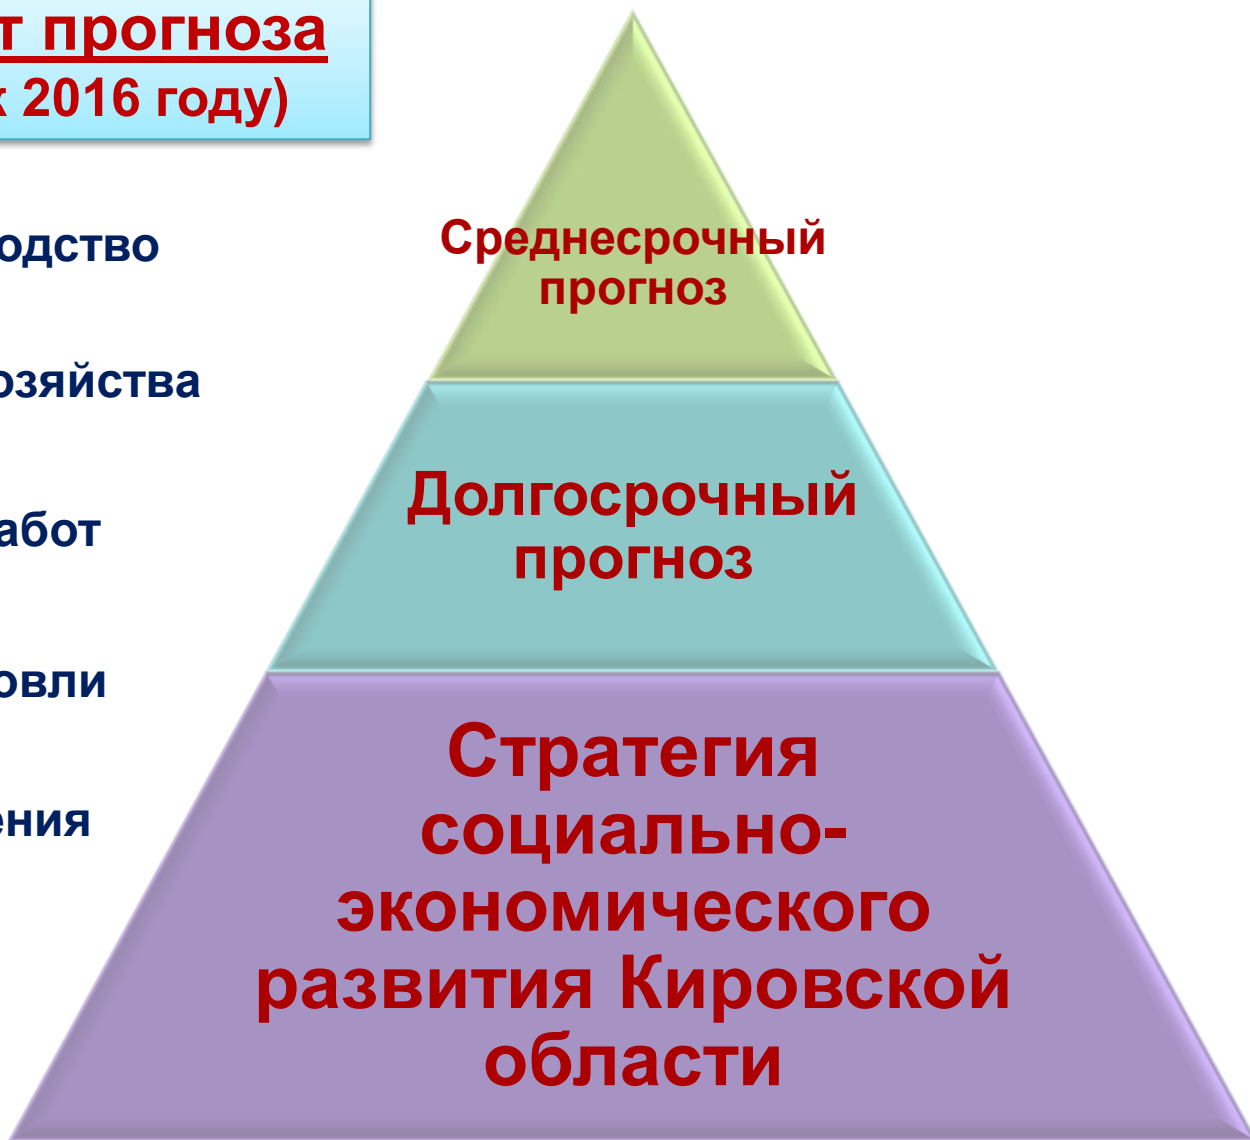 т прогноза
к 2016 году)
одство
озяйства
абот
овли
ения
Среднесрочный
прогноз
Долгосрочный
прогноз
Стратегия
социально-
экономического
развития Кировской
области